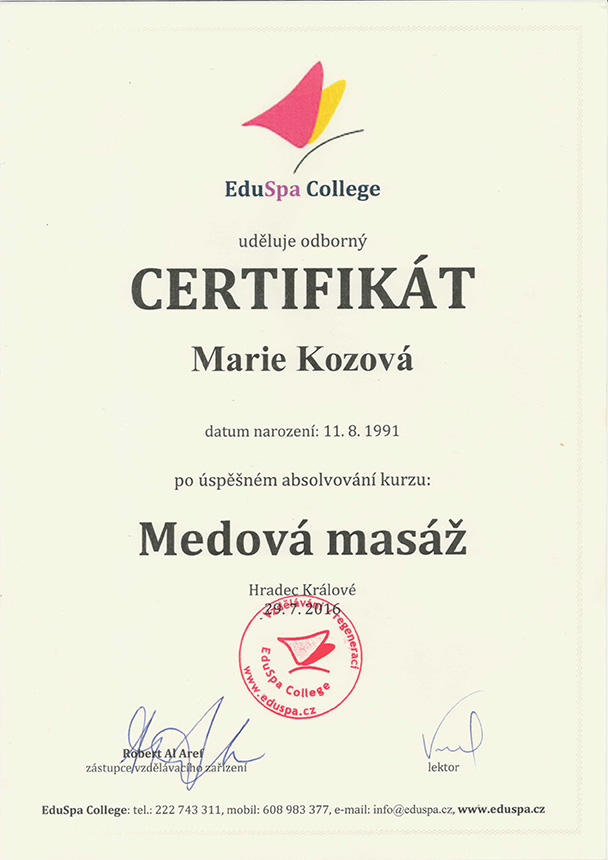 EduSpa College
uděluje odborný
CERTIFIKÁT
Marie Kozová
datum narození: 11. 8. 1991
po úspěšném absolvování kurzu:
Medová masáž
Hradec Králové
29. 7. 2016
Vzdělávání regenerací
EduSpa College
www.eduspa.cz
Robert Al Aref
zástupce vzdělávacího zařízení
lektor
EduSpa College: tel.: 222 743 311, mobil: 608 983 377, e-mail: info@eduspa.cz, www.eduspa.cz